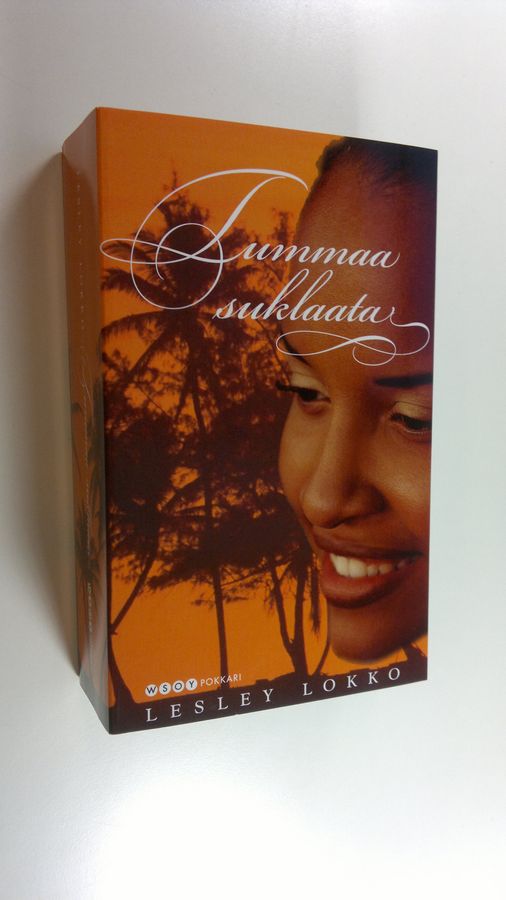 Tummaa
suklaata
WSOY POKKARI
LESLEY LOKKO